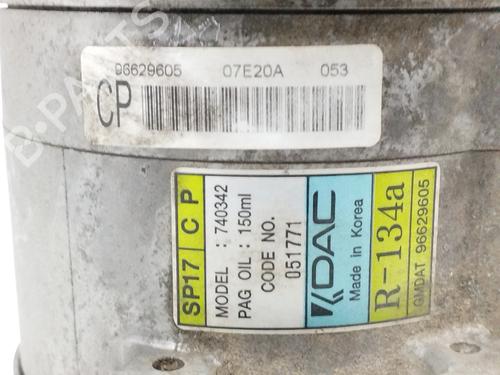 96629605 07E20A 053
CP
SP17 C P
MODEL : 740342
PAG OIL : 150ml
CODE NO.
051771
KDAC
Made in Korea
R-134a
GMDAT 96629605
B-PARTS